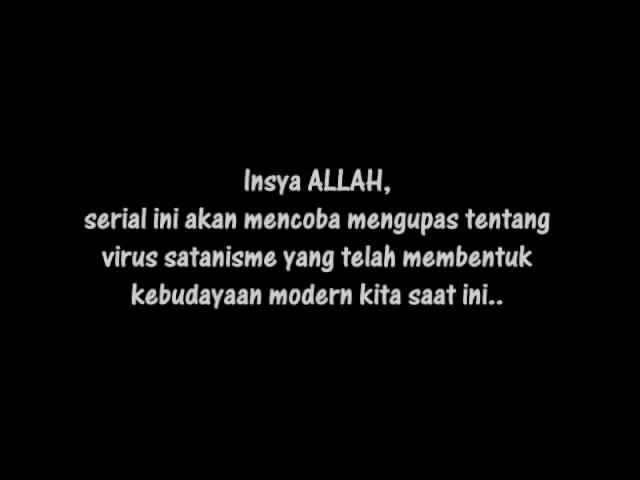 Insya ALLAH,
serial ini akan mencoba mengupas tentang
virus satanisme yang telah membentuk
kebudayaan modern kita saat ini..